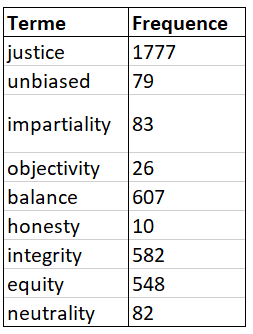 Terme Frequence
justice 1777
unbiased 79
impartiality 83
objectivity 26
balance 607
honesty 10
integrity 582
equity 548
neutrality 82